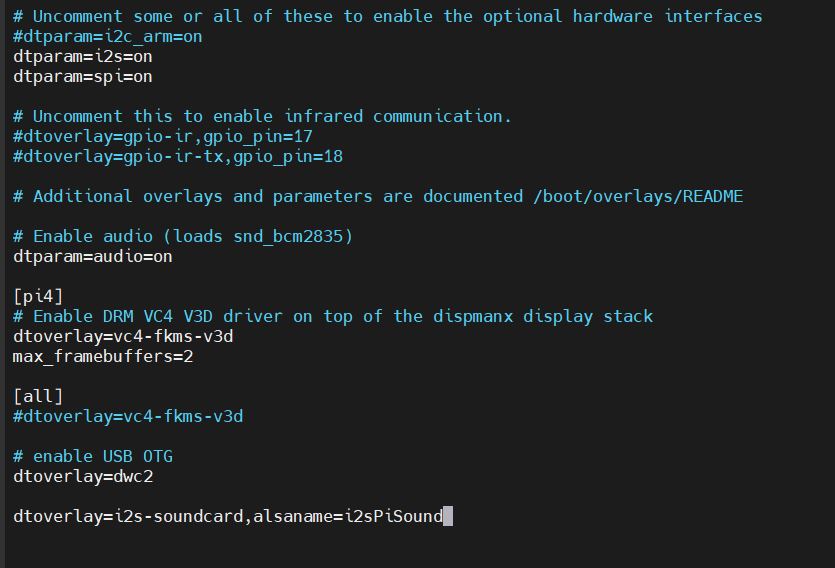 # Uncomment some or all of these to enable the optional hardware interfaces
#dtparam=i2c_arm=on
dtparam=i2s=on
dtparam=spi=on
# Uncomment this to enable infrared communication.
#dtoverlay=gpio-ir,gpio_pin=17
#dtoverlay=gpio-ir-tx,gpio_pin=18
# Additional overlays and parameters are documented /boot/overlays/README
# Enable audio (loads snd_bcm2835)
dtparam=audio=on
[pi4]
# Enable DRM VC4 V3D driver on top of the dispmanx display stack
dtoverlay=vc4-fkms-v3d
max_framebuffers=2
[all]
#dtoverlay=vc4-fkms-v3d
# enable USB OTG
dtoverlay=dwc2
dtoverlay=i2s-soundcard,alsaname=i2sPiSound